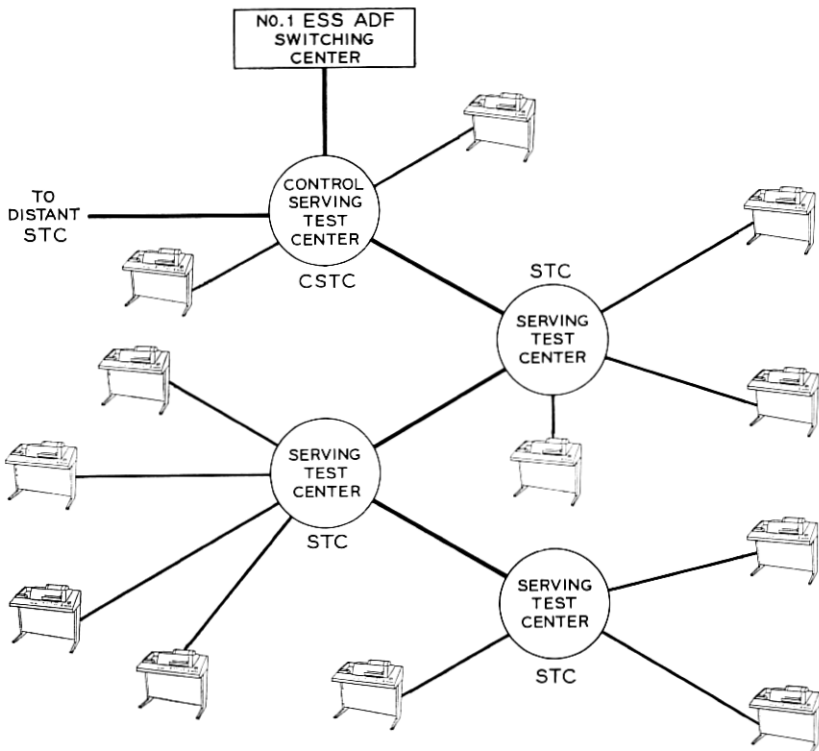 NO.1 ESS ADF
SWITCHING
CENTER
CONTROL
SERVING
TEST
CENTER
CSTC
TO
DISTANT
STC
STC
SERVING
TEST
CENTER
SERVING
TEST
CENTER
STC
SERVING
TEST
CENTER
STC